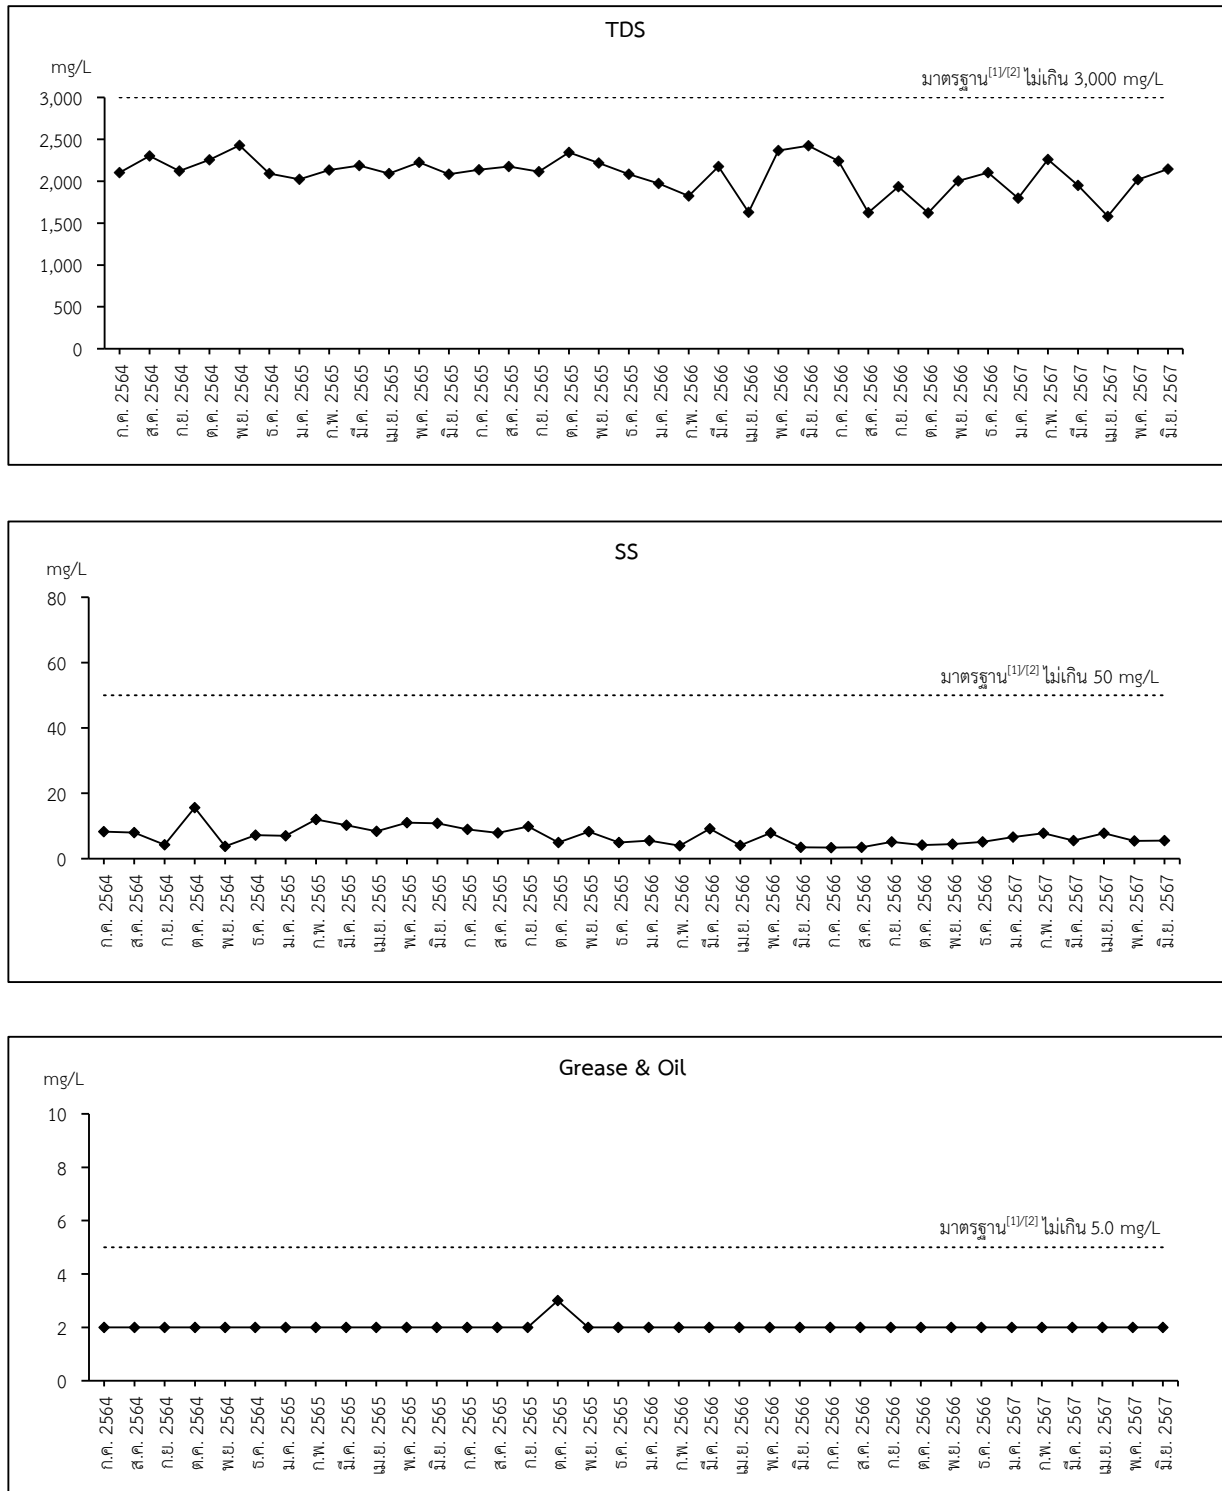 TDS
mg/L
มาตรฐาน[1]/[2] ไม่เกิน 3,000 mg/L
3,000
2,500
2,000
1,500
1,000
500
0
ก.ค. 2564
ส.ค. 2564
ก.ย. 2564
ต.ค. 2564
พ.ย. 2564
ธ.ค. 2564
ม.ค. 2565
ก.พ. 2565
มี.ค. 2565
เม.ย. 2565
พ.ค. 2565
มิ.ย. 2565
ก.ค. 2565
ส.ค. 2565
ก.ย. 2565
ต.ค. 2565
พ.ย. 2565
ธ.ค. 2565
ม.ค. 2566
ก.พ. 2566
มี.ค. 2566
เม.ย. 2566
พ.ค. 2566
มิ.ย. 2566
ก.ค. 2566
ส.ค. 2566
ก.ย. 2566
ต.ค. 2566
พ.ย. 2566
ธ.ค. 2566
ม.ค. 2567
ก.พ. 2567
มี.ค. 2567
เม.ย. 2567
พ.ค. 2567
มิ.ย. 2567
SS
mg/L
80
60
มาตรฐาน[1]/[2] ไม่เกิน 50 mg/L
40
20
0
ก.ค. 2564
ส.ค. 2564
ก.ย. 2564
ต.ค. 2564
พ.ย. 2564
ธ.ค. 2564
ม.ค. 2565
ก.พ. 2565
มี.ค. 2565
เม.ย. 2565
พ.ค. 2565
มิ.ย. 2565
ก.ค. 2565
ส.ค. 2565
ก.ย. 2565
ต.ค. 2565
พ.ย. 2565
ธ.ค. 2565
ม.ค. 2566
ก.พ. 2566
มี.ค. 2566
เม.ย. 2566
พ.ค. 2566
มิ.ย. 2566
ก.ค. 2566
ส.ค. 2566
ก.ย. 2566
ต.ค. 2566
พ.ย. 2566
ธ.ค. 2566
ม.ค. 2567
ก.พ. 2567
มี.ค. 2567
เม.ย. 2567
พ.ค. 2567
มิ.ย. 2567
Grease & Oil
mg/L
10
8
6
มาตรฐาน[1]/[2] ไม่เกิน 5.0 mg/L
4
2
0
ก.ค. 2564
ส.ค. 2564
ก.ย. 2564
ต.ค. 2564
พ.ย. 2564
ธ.ค. 2564
ม.ค. 2565
ก.พ. 2565
มี.ค. 2565
เม.ย. 2565
พ.ค. 2565
มิ.ย. 2565
ก.ค. 2565
ส.ค. 2565
ก.ย. 2565
ต.ค. 2565
พ.ย. 2565
ธ.ค. 2565
ม.ค. 2566
ก.พ. 2566
มี.ค. 2566
เม.ย. 2566
พ.ค. 2566
มิ.ย. 2566
ก.ค. 2566
ส.ค. 2566
ก.ย. 2566
ต.ค. 2566
พ.ย. 2566
ธ.ค. 2566
ม.ค. 2567
ก.พ. 2567
มี.ค. 2567
เม.ย. 2567
พ.ค. 2567
มิ.ย. 2567